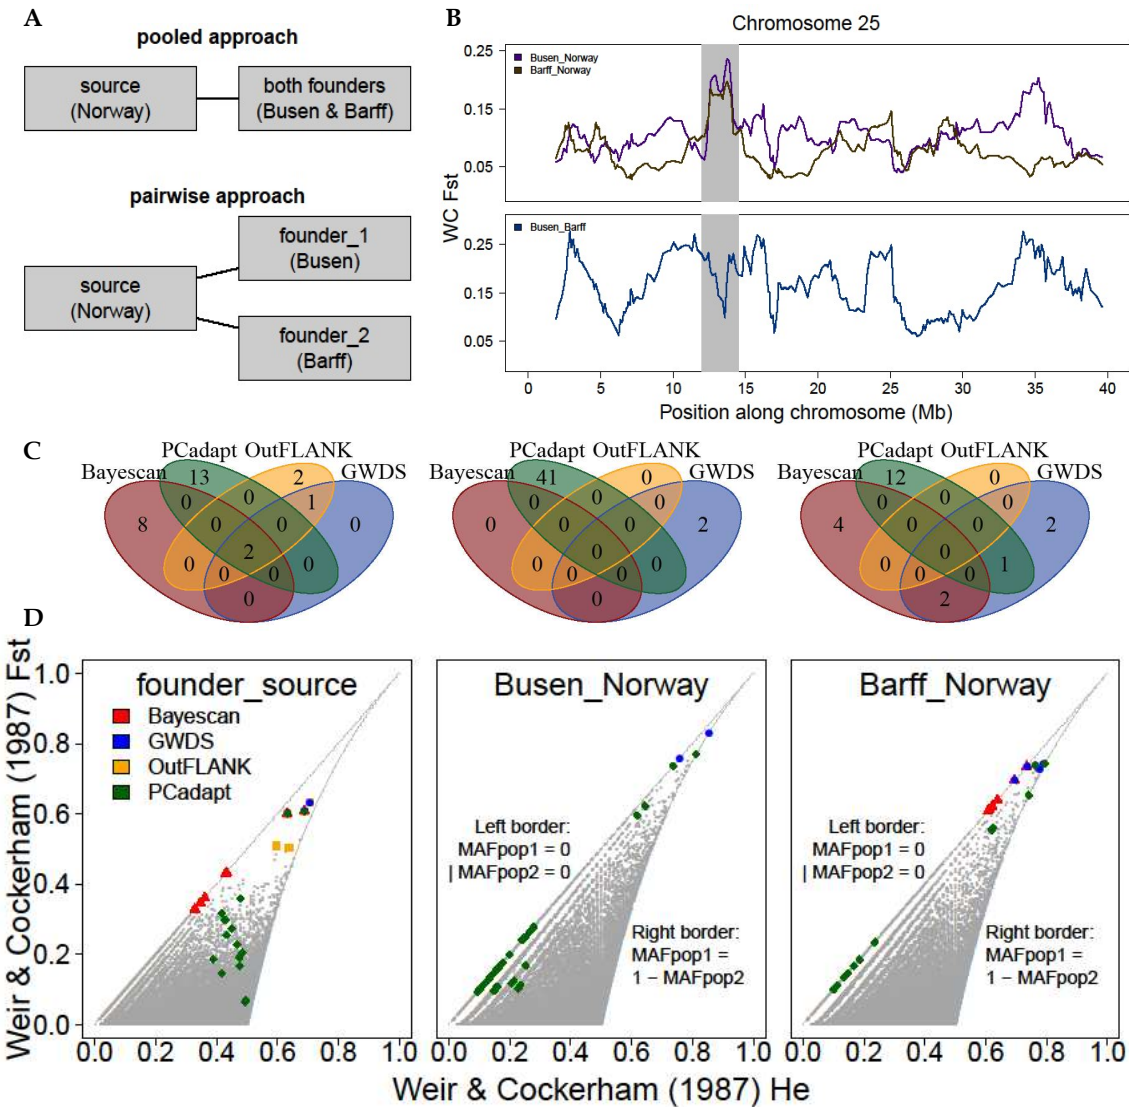 A
pooled approach
source
(Norway)
both founders
(Busen & Barff)
pairwise approach
source
(Norway)
founder_1
(Busen)
founder_2
(Barff)
B
Chromosome 25
WC Fst
0.25
0.15
0.05
Busen_Norway
Barff_Norway
0.25
0.15
0.05
Busen_Barff
0 5 10 15 20 25 30 35 40
Position along chromosome (Mb)
C
Bayescan PCadapt OutFLANK GWDS
13 2
8 0 0 1 0
0 0
2
0 0 0 0
0
Bayescan PCadapt OutFLANK GWDS
41 0
0 0 0 0 2
0 0
0
0 0 0 0
0
Bayescan PCadapt OutFLANK GWDS
12 0
4 0 0 0 2
0 0
0
0 0 0 1
2
D
Weir & Cockerham (1987) Fst
1.0
0.8
0.6
0.4
0.2
0.0
founder_source
Bayescan
GWDS
OutFLANK
PCadapt
0.0 0.2 0.4 0.6 0.8 1.0
Busen_Norway
Left border:
MAFpop1 = 0
| MAFpop2 = 0
Right border:
MAFpop1 =
1 − MAFpop2
0.0 0.2 0.4 0.6 0.8 1.0
Barff_Norway
Left border:
MAFpop1 = 0
| MAFpop2 = 0
Right border:
MAFpop1 =
1 − MAFpop2
0.0 0.2 0.4 0.6 0.8 1.0
Weir & Cockerham (1987) He